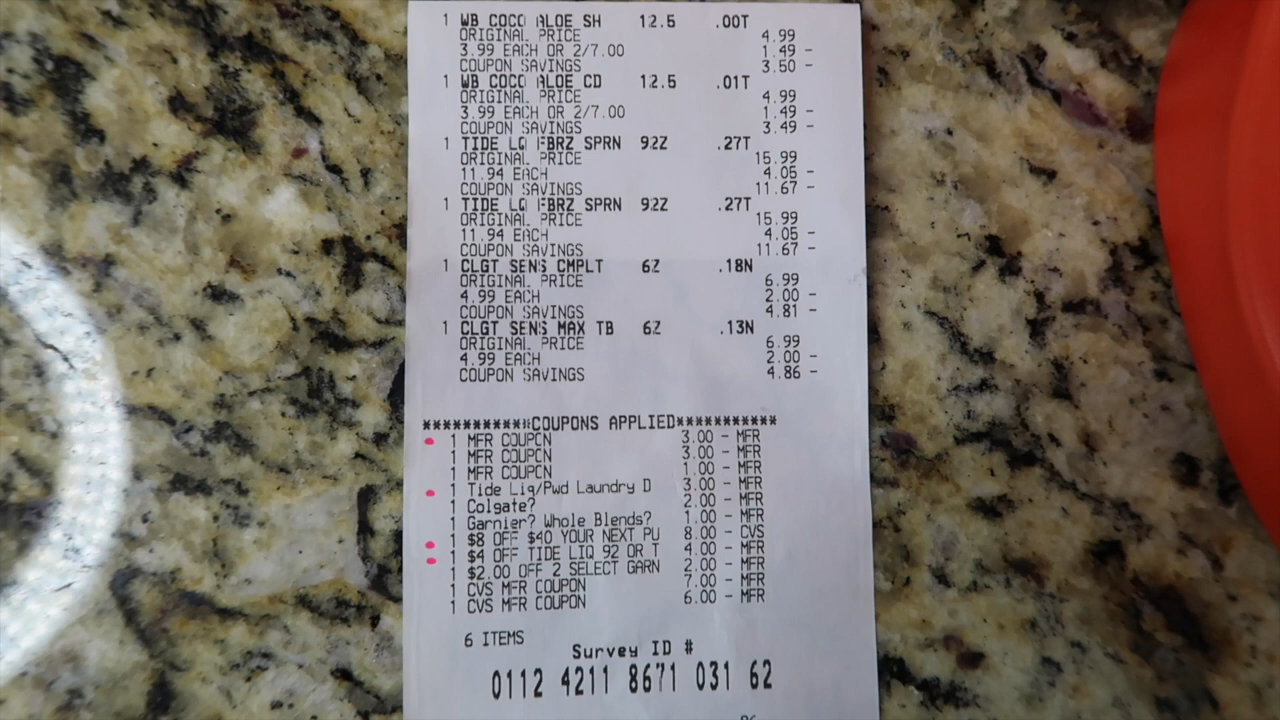 1 WB COCO ALOE SH 12.5 .00T
ORIGINAL PRICE 4.99
3.99 EACH OR 2/7.00 1.49 -
COUPON SAVINGS 3.50 -
1 WB COCO ALOE CD 12.5 .01T
ORIGINAL PRICE 4.99
3.99 EACH OR 2/7.00 1.49 -
COUPON SAVINGS 3.49 -
1 TIDE LQ FBRZ SPRN 92Z .27T
ORIGINAL PRICE 15.99
11.94 EACH 4.05 -
COUPON SAVINGS 11.67 -
1 TIDE LQ FBRZ SPRN 92Z .27T
ORIGINAL PRICE 15.99
11.94 EACH 4.05 -
COUPON SAVINGS 11.67 -
1 CLGT SENS CMPLT 6Z .18N
ORIGINAL PRICE 6.99
4.99 EACH 2.00 -
COUPON SAVINGS 4.81 -
1 CLGT SENS MAX TB 6Z .13N
ORIGINAL PRICE 6.99
4.99 EACH 2.00 -
COUPON SAVINGS 4.86 -
***********COUPONS APPLIED***********
1 MFR COUPON 3.00 - MFR
1 MFR COUPON 3.00 - MFR
1 MFR COUPON 1.00 - MFR
1 Tide Liq/Pwd Laundry D 3.00 - MFR
1 Colgate? 2.00 - MFR
1 Garnier? Whole Blends? 1.00 - MFR
1 $8 OFF $40 YOUR NEXT PU 8.00 - CVS
1 $4 OFF TIDE LIQ 92 OR T 4.00 - MFR
1 $2.00 OFF 2 SELECT GARN 2.00 - MFR
1 CVS MFR COUPON 7.00 - MFR
1 CVS MFR COUPON 6.00 - MFR
6 ITEMS
Survey ID #
0112 4211 8671 031 62